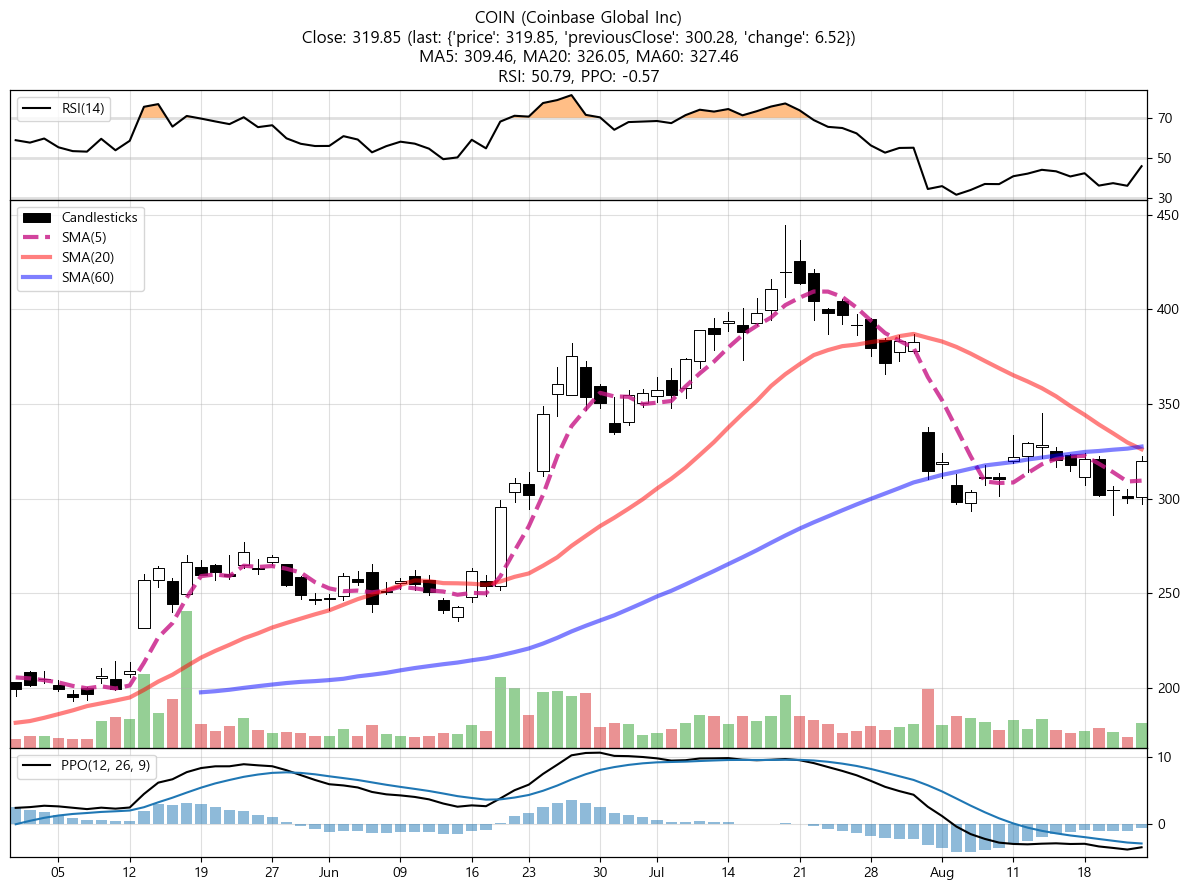 COIN (Coinbase Global Inc)
Close: 319.85 (last: {'price': 319.85, 'previousClose': 300.28, 'change': 6.52})
MA5: 309.46, MA20: 326.05, MA60: 327.46
RSI: 50.79, PPO: -0.57
RSI(14)
70
50
30
Candlesticks
SMA(5)
SMA(20)
SMA(60)
450
400
350
300
250
200
PPO(12, 26, 9)
10
0
05 12 19 27 Jun 09 16 23 30 Jul 14 21 28 Aug 11 18